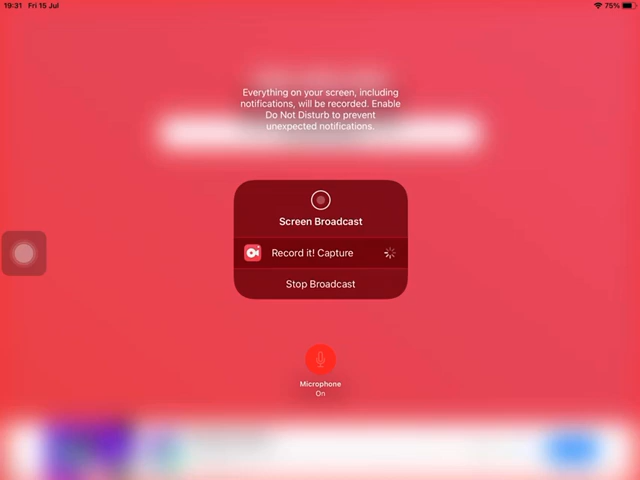 19:31 Fri 15 Jul
75%
Everything on your screen, including
notifications, will be recorded. Enable
Do Not Disturb to prevent
unexpected notifications.
Screen Broadcast
Record it! Capture
Stop Broadcast
Microphone
On